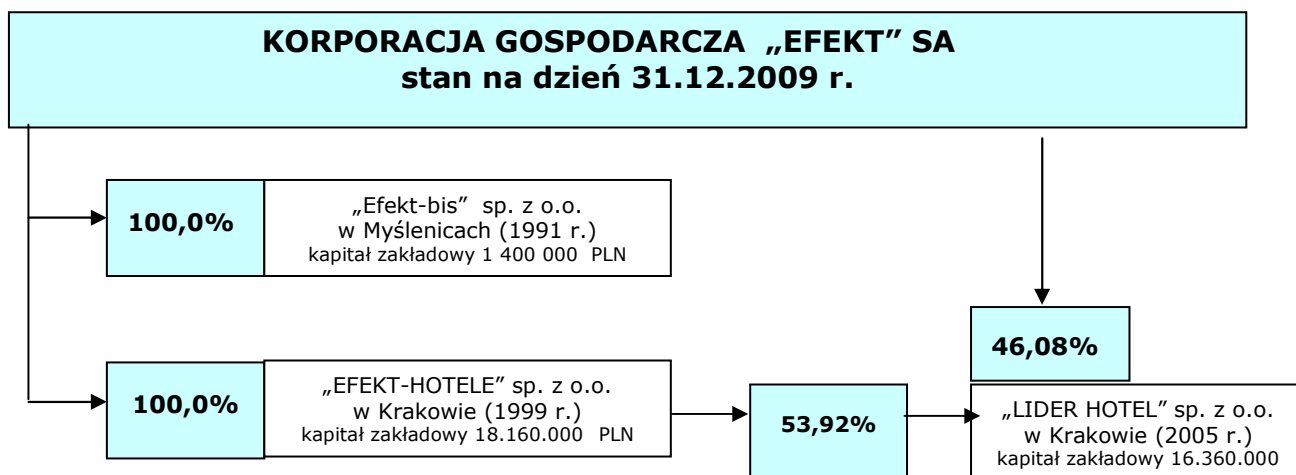 KORPORACJA GOSPODARCZA „EFEKT” SA
stan na dzień 31.12.2009 r.
100,0%
„Efekt-bis” sp. z o.o.
w Myślenicach (1991 r.)
kapitał zakładowy 1 400 000 PLN
46,08%
100,0%
„EFEKT-HOTELE” sp. z o.o.
w Krakowie (1999 r.)
kapitał zakładowy 18.160.000 PLN
53,92%
„LIDER HOTEL” sp. z o.o.
w Krakowie (2005 r.)
kapitał zakładowy 16.360.000